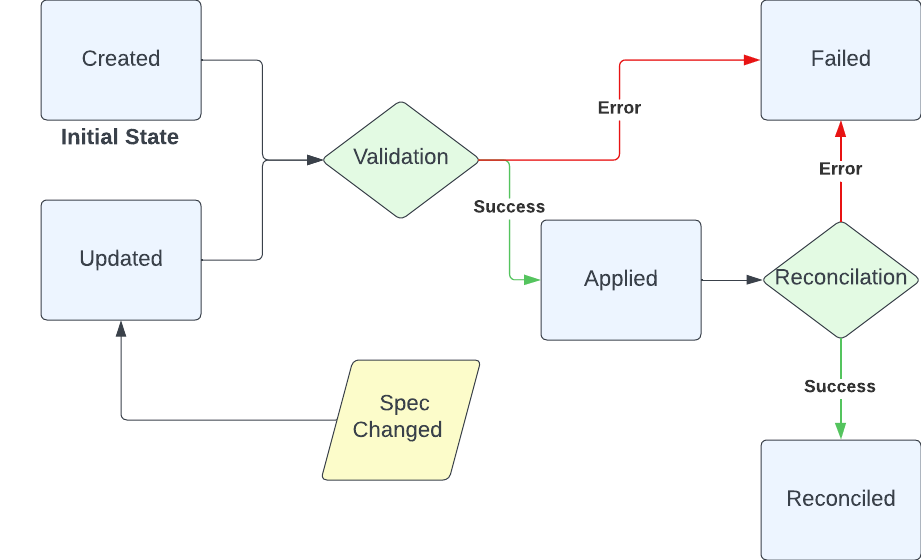 Created
Failed
Error
Initial State
Validation
Error
Success
Updated
Applied
Reconcilation
Success
Spec
Changed
Reconciled